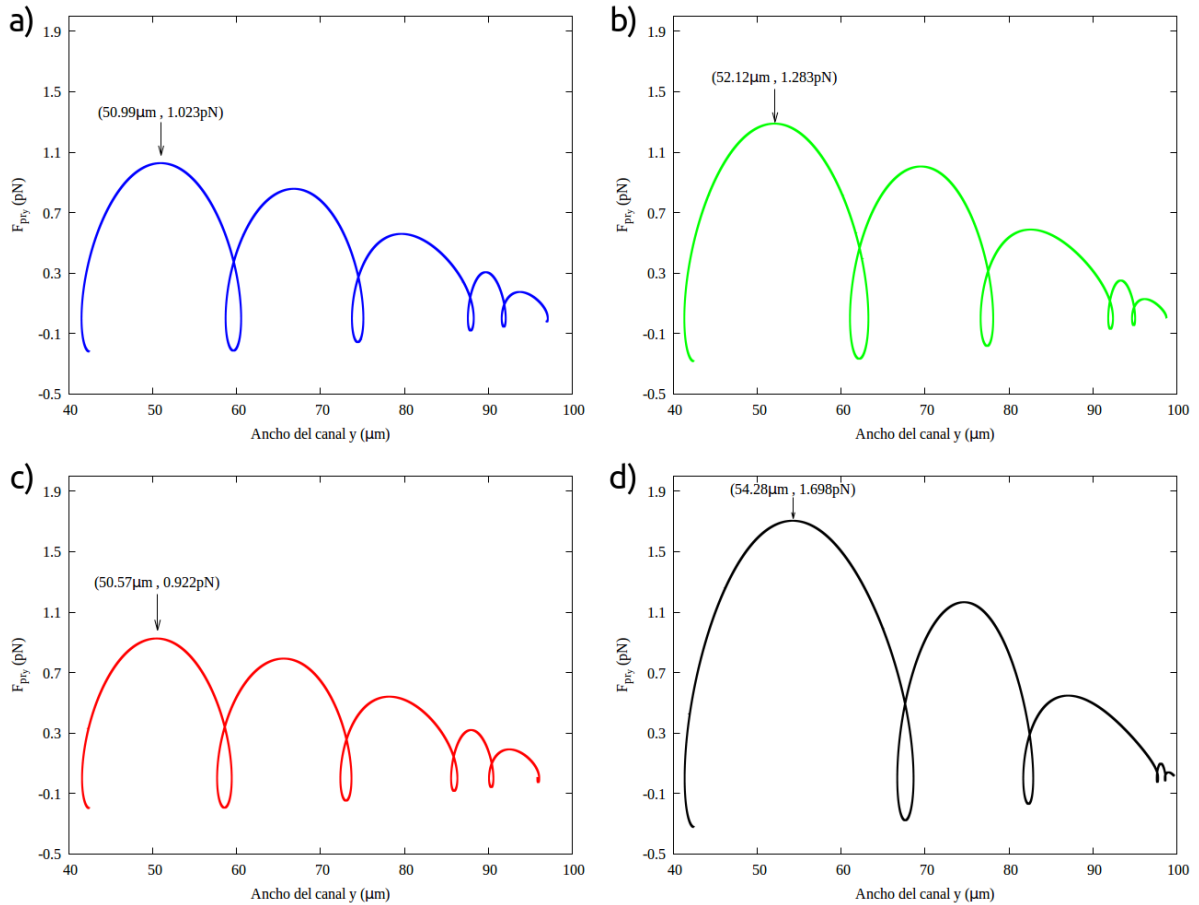 a)
1.9
1.5
1.1
0.7
0.3
-0.1
-0.5
(50.99μm , 1.023pN)
F_pr_y (pN)
40 50 60 70 80 90 100
Ancho del canal y (μm)
b)
1.9
1.5
1.1
0.7
0.3
-0.1
-0.5
(52.12μm , 1.283pN)
F_pr_y (pN)
40 50 60 70 80 90 100
Ancho del canal y (μm)
c)
1.9
1.5
1.1
0.7
0.3
-0.1
-0.5
(50.57μm , 0.922pN)
F_pr_y (pN)
40 50 60 70 80 90 100
Ancho del canal y (μm)
d)
1.9
1.5
1.1
0.7
0.3
-0.1
-0.5
(54.28μm , 1.698pN)
F_pr_y (pN)
40 50 60 70 80 90 100
Ancho del canal y (μm)